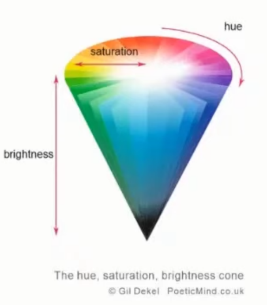 hue
saturation
brightness
The hue, saturation, brightness cone
© Gil Dekel PoeticMind.co.uk